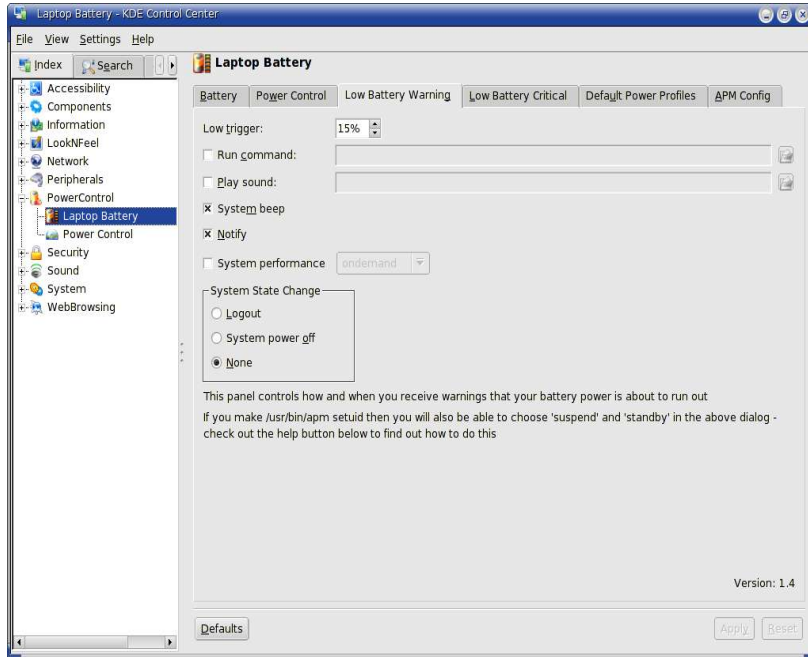 Laptop Battery - KDE Control Center
File View Settings Help
Index Search
Accessibility
Components
Information
LookNFeel
Network
Peripherals
PowerControl
Laptop Battery
Power Control
Security
Sound
System
WebBrowsing
Laptop Battery
Battery Power Control Low Battery Warning Low Battery Critical Default Power Profiles APM Config
Low trigger: 15%
Run command:
Play sound:
System beep
Notify
System performance ondemand
System State Change
Logout
System power off
None
This panel controls how and when you receive warnings that your battery power is about to run out
If you make /usr/bin/apm setuid then you will also be able to choose 'suspend' and 'standby' in the above dialog -
check out the help button below to find out how to do this
Version: 1.4
Defaults Apply Reset